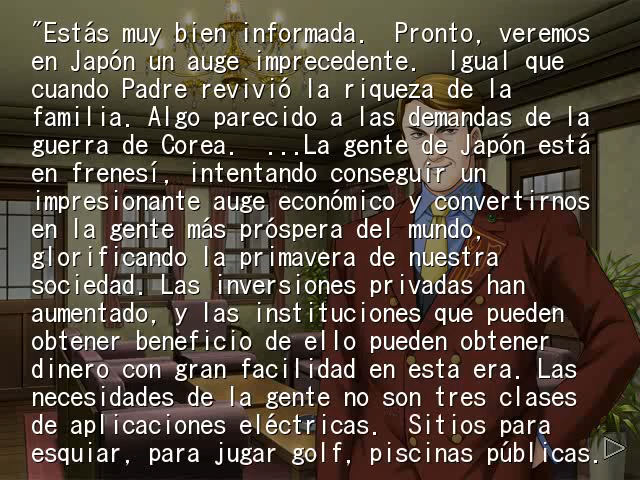 "Estás muy bien informada.  Pronto, veremos
en Japón un auge imprecedente.  Igual que
cuando Padre revivió la riqueza de la
familia. Algo parecido a las demandas de la
guerra de Corea.  ...La gente de Japón está
en frenesí, intentando conseguir un
impresionante auge económico y convertirnos
en la gente más próspera del mundo,
glorificando la primavera de nuestra
sociedad. Las inversiones privadas han
aumentado, y las instituciones que pueden
obtener beneficio de ello pueden obtener
dinero con gran facilidad en esta era. Las
necesidades de la gente no son tres clases
de aplicaciones eléctricas.  Sitios para
esquiar, para jugar golf, piscinas públicas.